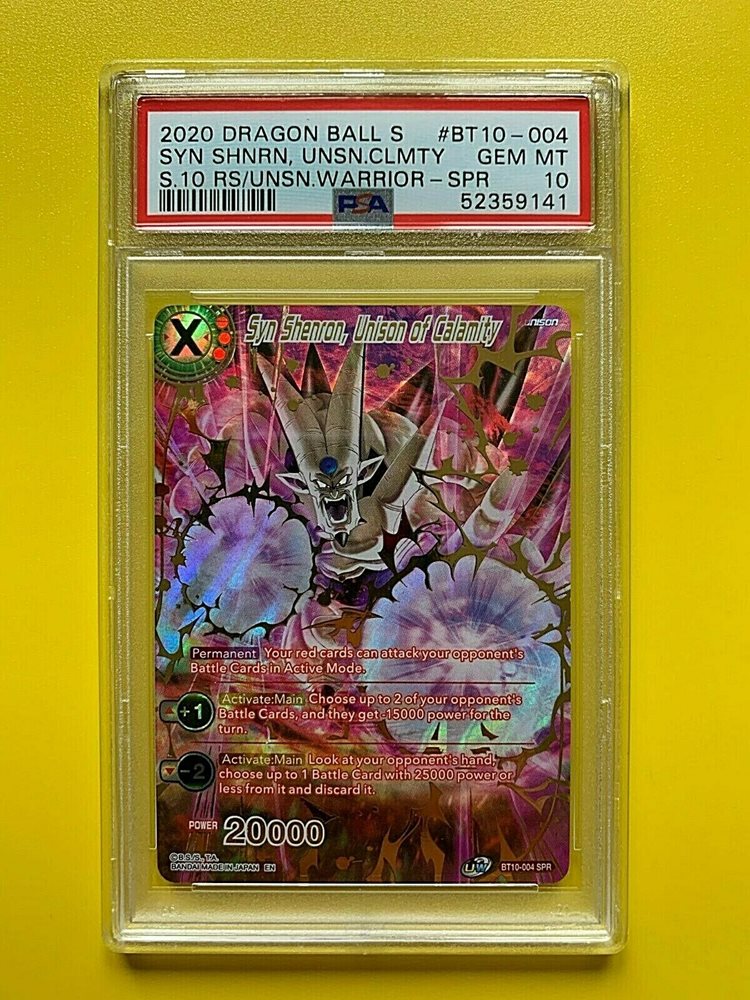 2020 DRAGON BALL S #BT10-004
SYN SHNRN, UNSN.CLMTY GEM MT
S.10 RS/UNSN.WARRIOR-SPR 10
PSA 52359141
X Syn Shenron, Unison of Calamity UNISON
Permanent Your red cards can attack your opponent's
Battle Cards in Active Mode.
+1 Activate:Main Choose up to 2 of your opponent's
Battle Cards, and they get -15000 power for the
turn.
-2 Activate:Main Look at your opponent's hand,
choose up to 1 Battle Card with 25000 power or
less from it and discard it.
POWER 20000
©B.S./S., T.A.
BANDAI MADE IN JAPAN EN UW BT10-004 SPR